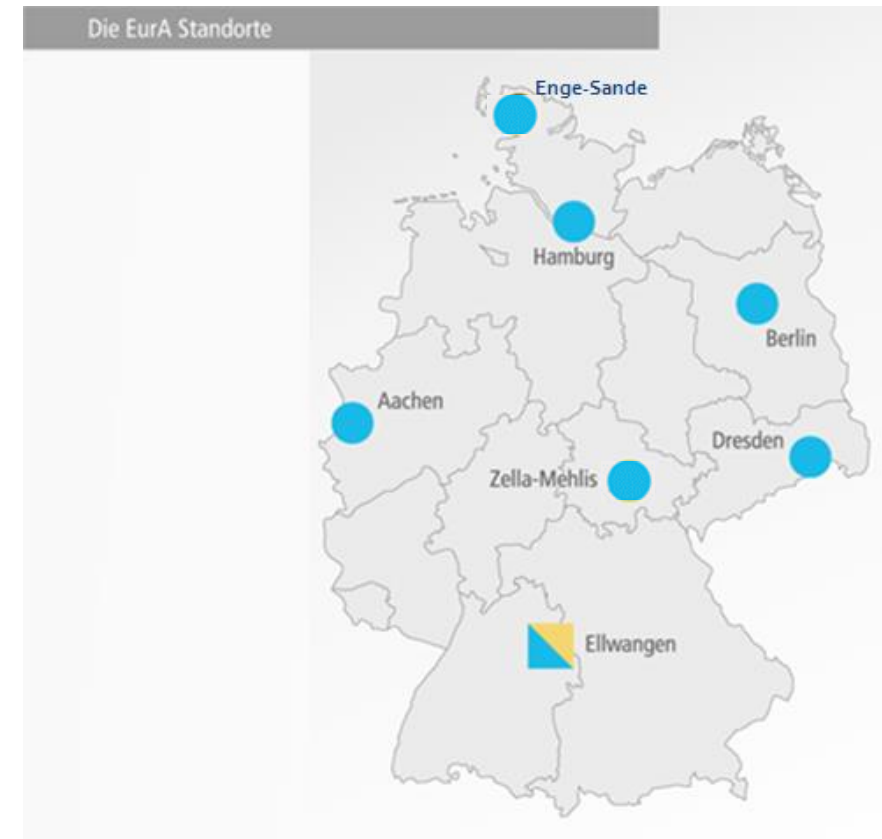 Die EurA Standorte
Enge-Sande
Hamburg
Berlin
Aachen
Dresden
Zella-Mehlis
Ellwangen